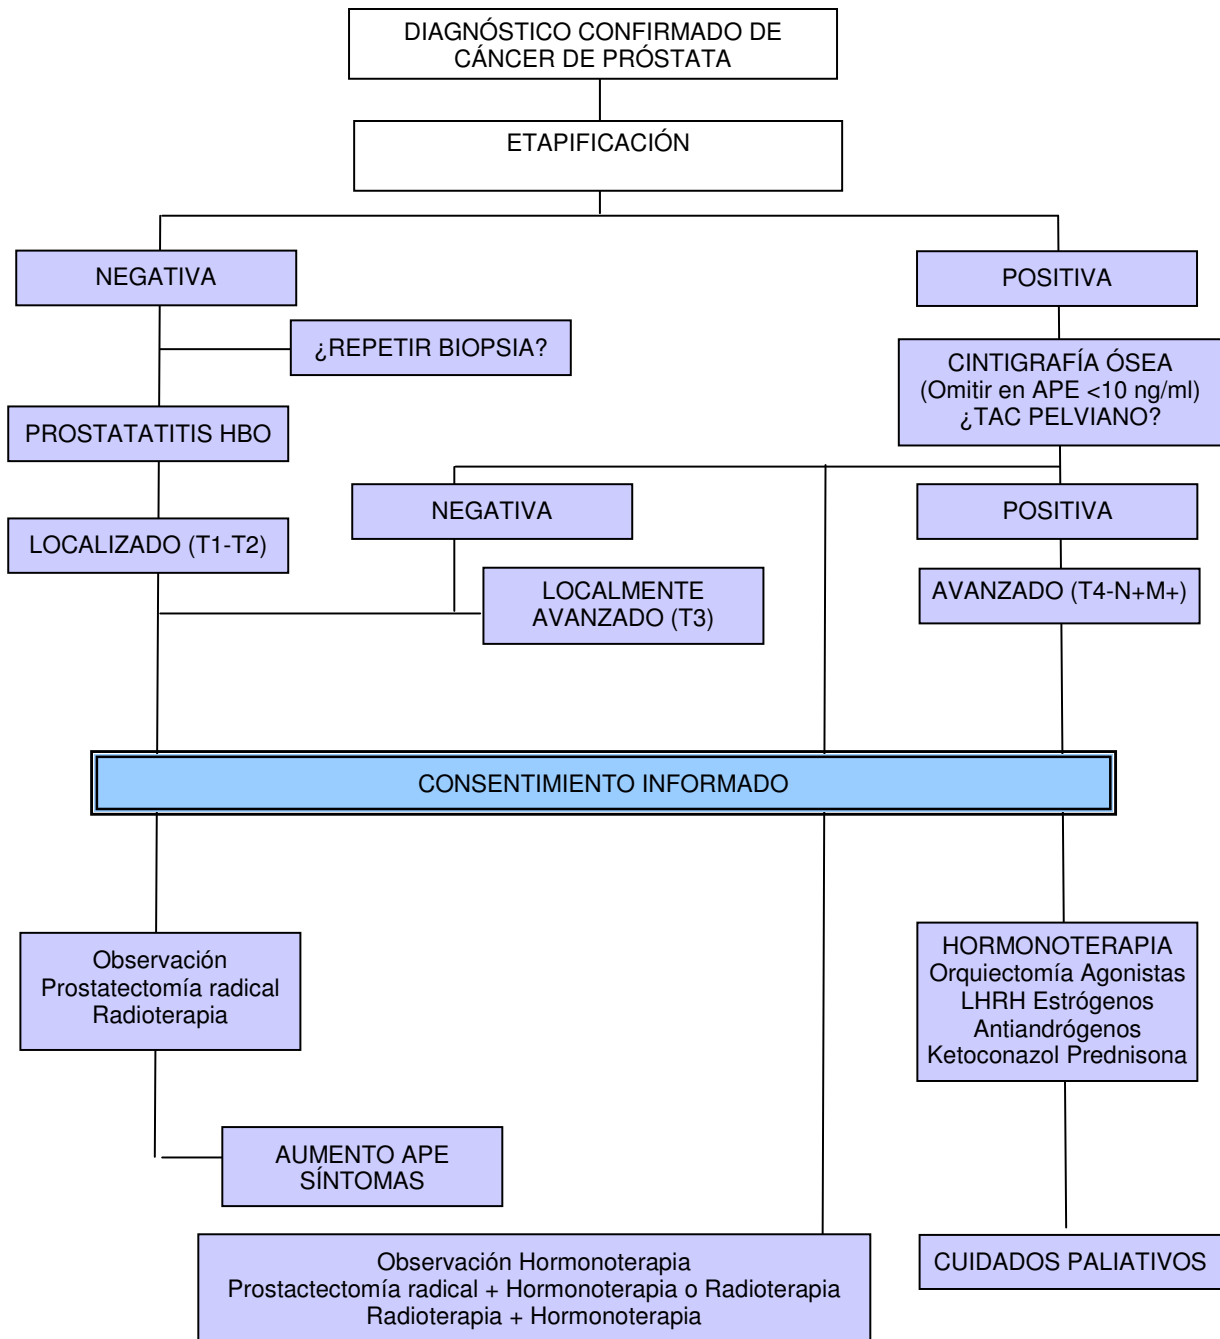 DIAGNÓSTICO CONFIRMADO DE
CÁNCER DE PRÓSTATA
ETAPIFICACIÓN
NEGATIVA
POSITIVA
¿REPETIR BIOPSIA?
CINTIGRAFÍA ÓSEA
(Omitir en APE <10 ng/ml)
¿TAC PELVIANO?
PROSTATATITIS HBO
NEGATIVA
POSITIVA
LOCALIZADO (T1-T2)
LOCALMENTE
AVANZADO (T3)
AVANZADO (T4-N+M+)
CONSENTIMIENTO INFORMADO
Observación
Prostatectomía radical
Radioterapia
HORMONOTERAPIA
Orquiectomía Agonistas
LHRH Estrógenos
Antiandrógenos
Ketoconazol Prednisona
AUMENTO APE
SÍNTOMAS
Observación Hormonoterapia
Prostactectomía radical + Hormonoterapia o Radioterapia
Radioterapia + Hormonoterapia
CUIDADOS PALIATIVOS